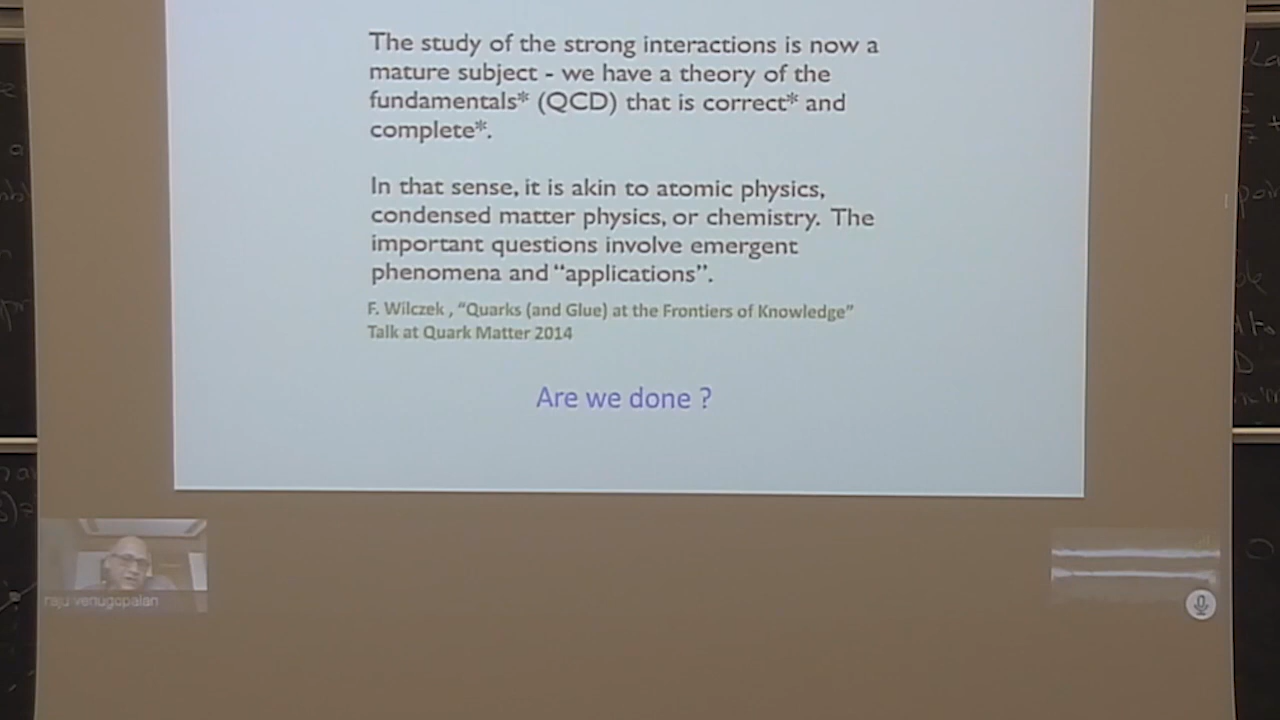 The study of the strong interactions is now a
mature subject - we have a theory of the
fundamentals* (QCD) that is correct* and
complete*.
In that sense, it is akin to atomic physics,
condensed matter physics, or chemistry. The
important questions involve emergent
phenomena and “applications”.
F. Wilczek , “Quarks (and Glue) at the Frontiers of Knowledge”
Talk at Quark Matter 2014
Are we done ?
raju venugopalan